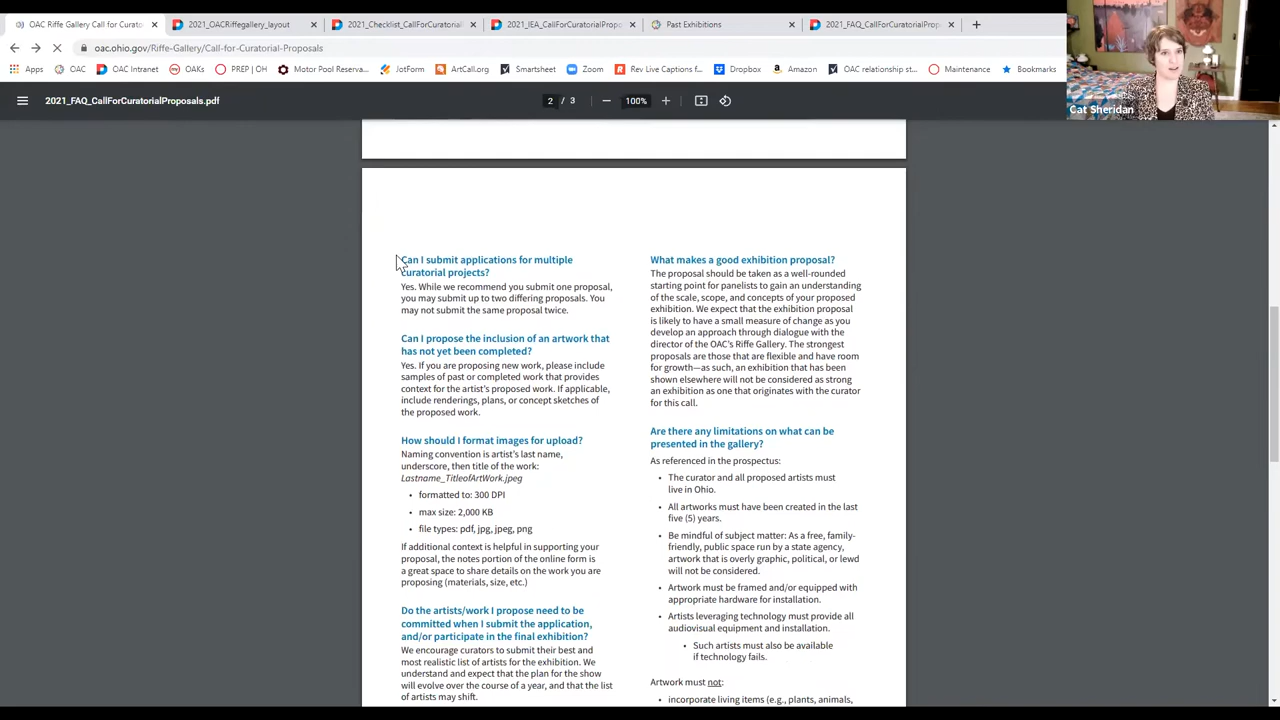 OAC Riffe Gallery Call for Curato
2021_OACRiffegallery_layout
2021_Checklist_CallForCuratorial
2021_IEA_CallForCuratorialPropo
Past Exhibitions
2021_FAQ_CallForCuratorialProp
oac.ohio.gov/Riffe-Gallery/Call-for-Curatorial-Proposals
Apps
OAC
OAC Intranet
OAKs
PREP | OH
Motor Pool Reserva...
JotForm
ArtCall.org
Smartsheet
Zoom
Rev Live Captions f...
Dropbox
Amazon
OAC relationship st...
Maintenance
Bookmarks
2021_FAQ_CallForCuratorialProposals.pdf
2 / 3
100%
Cat Sheridan
Can I submit applications for multiple
curatorial projects?
Yes. While we recommend you submit one proposal,
you may submit up to two differing proposals. You
may not submit the same proposal twice.
Can I propose the inclusion of an artwork that
has not yet been completed?
Yes. If you are proposing new work, please include
samples of past or completed work that provides
context for the artist's proposed work. If applicable,
include renderings, plans, or concept sketches of
the proposed work.
How should I format images for upload?
Naming convention is artist's last name,
underscore, then title of the work:
Lastname_TitleofArtWork.jpeg
• formatted to: 300 DPI
• max size: 2,000 KB
• file types: pdf, jpg, jpeg, png
If additional context is helpful in supporting your
proposal, the notes portion of the online form is
a great space to share details on the work you are
proposing (materials, size, etc.)
Do the artists/work I propose need to be
committed when I submit the application,
and/or participate in the final exhibition?
We encourage curators to submit their best and
most realistic list of artists for the exhibition. We
understand and expect that the plan for the show
will evolve over the course of a year, and that the list
of artists may shift.
What makes a good exhibition proposal?
The proposal should be taken as a well-rounded
starting point for panelists to gain an understanding
of the scale, scope, and concepts of your proposed
exhibition. We expect that the exhibition proposal
is likely to have a small measure of change as you
develop an approach through dialogue with the
director of the OAC's Riffe Gallery. The strongest
proposals are those that are flexible and have room
for growth—as such, an exhibition that has been
shown elsewhere will not be considered as strong
an exhibition as one that originates with the curator
for this call.
Are there any limitations on what can be
presented in the gallery?
As referenced in the prospectus:
• The curator and all proposed artists must
live in Ohio.
• All artworks must have been created in the last
five (5) years.
• Be mindful of subject matter: As a free, family-
friendly, public space run by a state agency,
artwork that is overly graphic, political, or lewd
will not be considered.
• Artwork must be framed and/or equipped with
appropriate hardware for installation.
• Artists leveraging technology must provide all
audiovisual equipment and installation.
• Such artists must also be available
if technology fails.
Artwork must not:
• incorporate living items (e.g., plants, animals,